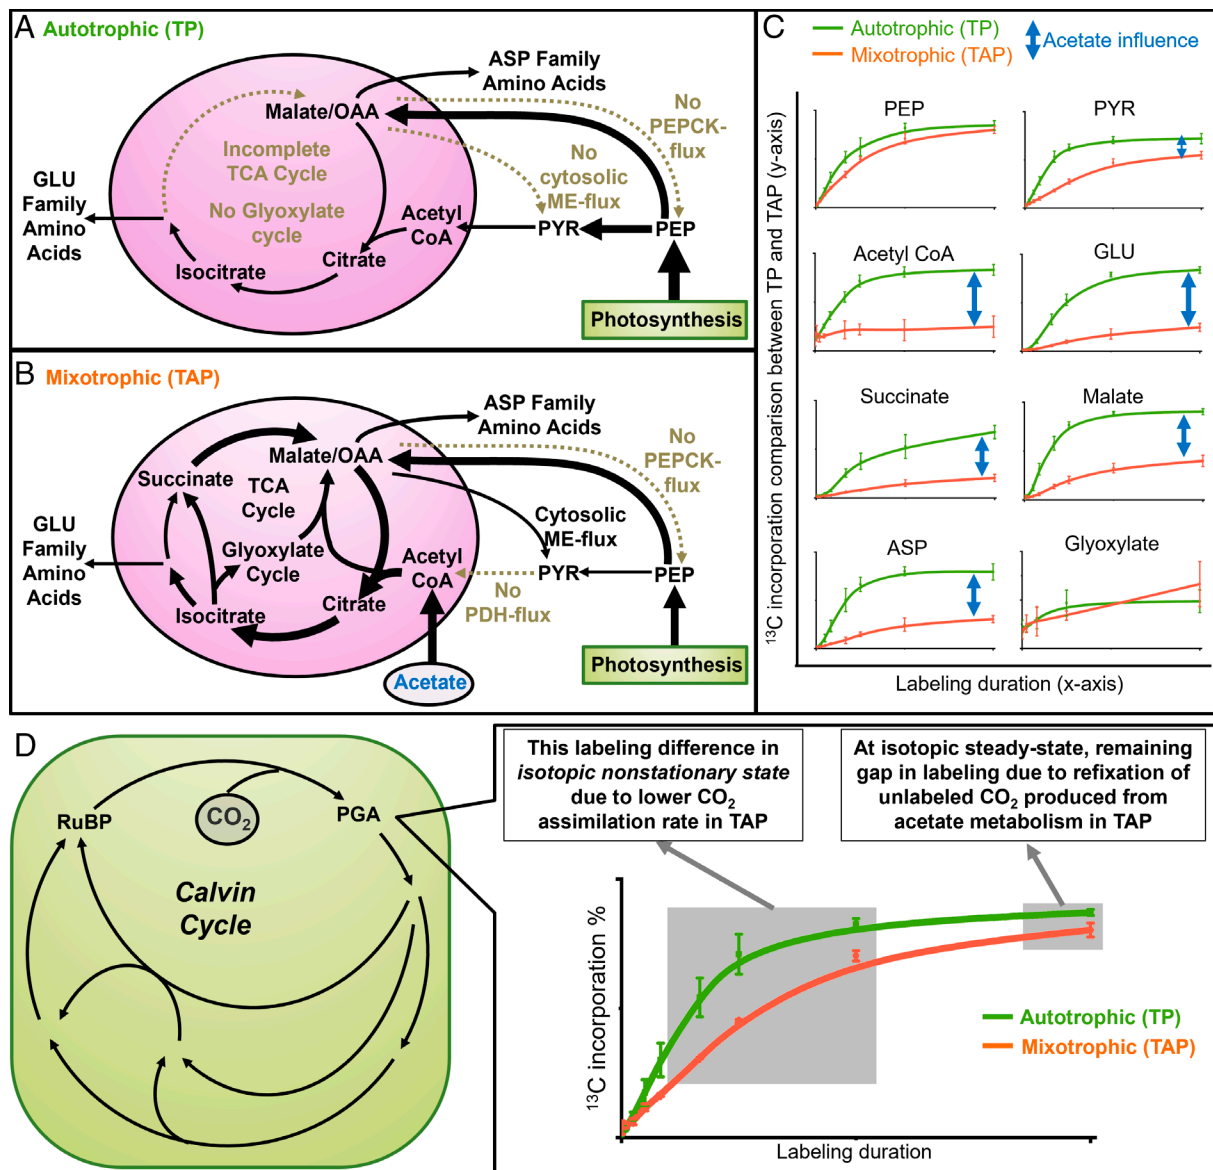 A
Autotrophic (TP)
ASP Family
Amino Acids
No
PEPCK-
flux
Malate/OAA
Incomplete
TCA Cycle
No
cytosolic
ME-flux
GLU
Family
Amino
Acids
No Glyoxylate
cycle
Acetyl
CoA
PYR
PEP
Citrate
Isocitrate
Photosynthesis
B
Mixotrophic (TAP)
ASP Family
Amino Acids
No
PEPCK-
flux
Malate/OAA
Succinate
TCA
Cycle
GLU
Family
Amino
Acids
Cytosolic
ME-flux
Glyoxylate
Cycle
Acetyl
CoA
PYR
PEP
No
PDH-flux
Citrate
Isocitrate
Photosynthesis
Acetate
C
Autotrophic (TP)
Mixotrophic (TAP)
Acetate influence
13C incorporation comparison between TP and TAP (y-axis)
PEP
PYR
Acetyl CoA
GLU
Succinate
Malate
ASP
Glyoxylate
Labeling duration (x-axis)
D
RuBP
CO2
PGA
Calvin
Cycle
This labeling difference in
isotopic nonstationary state
due to lower CO2
assimilation rate in TAP
At isotopic steady-state, remaining
gap in labeling due to refixation of
unlabeled CO2 produced from
acetate metabolism in TAP
13C incorporation %
Autotrophic (TP)
Mixotrophic (TAP)
Labeling duration